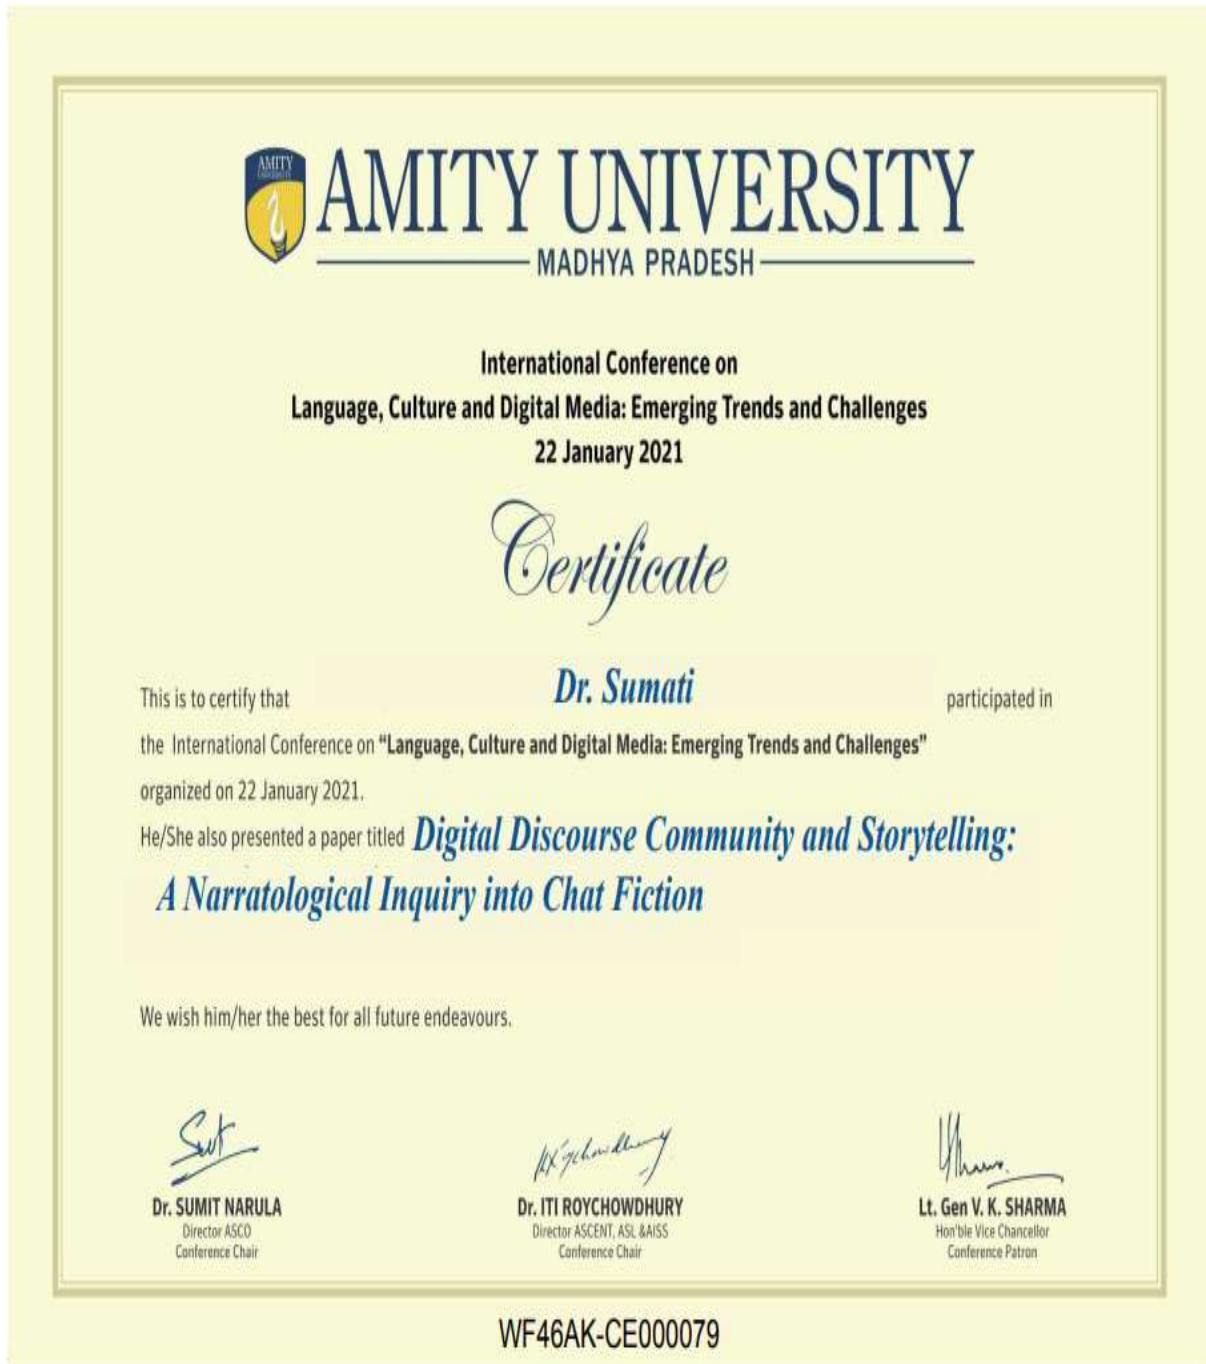 AMITY
UNIVERSITY
AMITY UNIVERSITY
MADHYA PRADESH
International Conference on
Language, Culture and Digital Media: Emerging Trends and Challenges
22 January 2021
Certificate
This is to certify that Dr. Sumati participated in
the International Conference on “Language, Culture and Digital Media: Emerging Trends and Challenges”
organized on 22 January 2021.
He/She also presented a paper titled Digital Discourse Community and Storytelling:
A Narratological Inquiry into Chat Fiction
We wish him/her the best for all future endeavours.
Dr. SUMIT NARULA
Director ASCO
Conference Chair
Dr. ITI ROYCHOWDHURY
Director ASCENT, ASL &AISS
Conference Chair
Lt. Gen V. K. SHARMA
Hon'ble Vice Chancellor
Conference Patron
WF46AK-CE000079